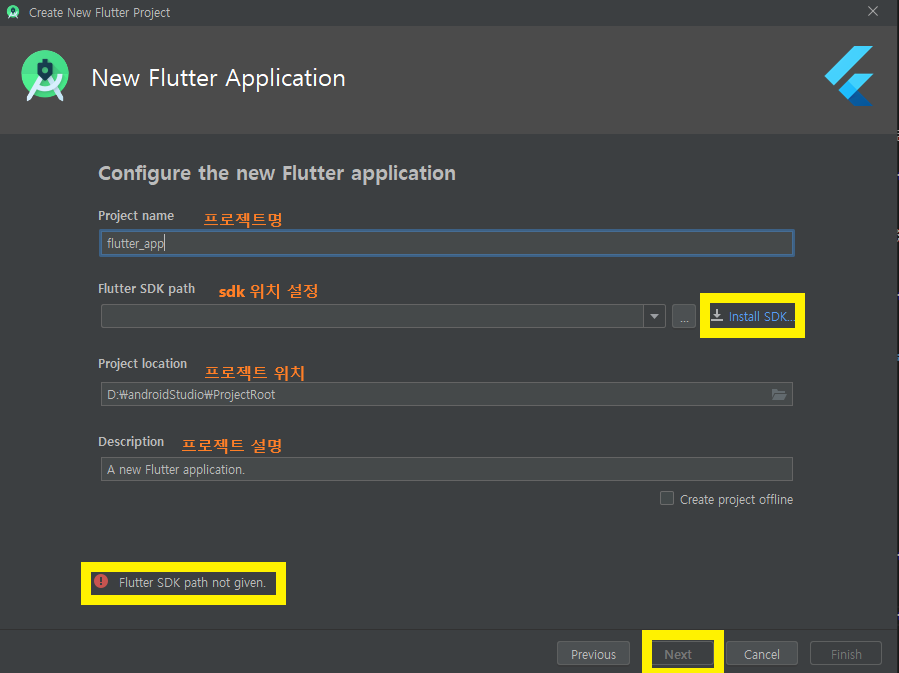 Create New Flutter Project
New Flutter Application
Configure the new Flutter application
Project name 프로젝트명
flutter_app
Flutter SDK path sdk 위치 설정
... Install SDK...
Project location 프로젝트 위치
D:₩androidStudio₩ProjectRoot
Description 프로젝트 설명
A new Flutter application.
Create project offline
Flutter SDK path not given.
Previous Next Cancel Finish